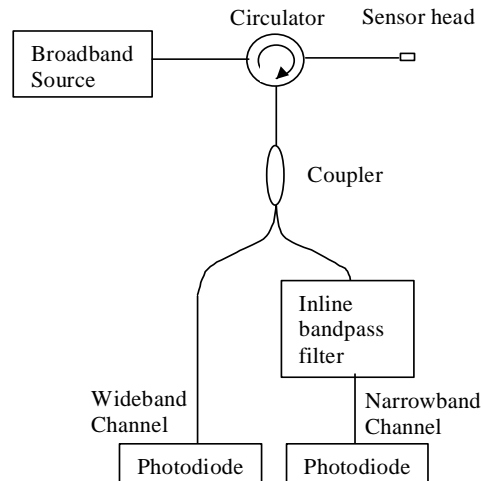 Circulator
Sensor head
Broadband
Source
Coupler
Inline
bandpass
filter
Wideband
Channel
Narrowband
Channel
Photodiode
Photodiode